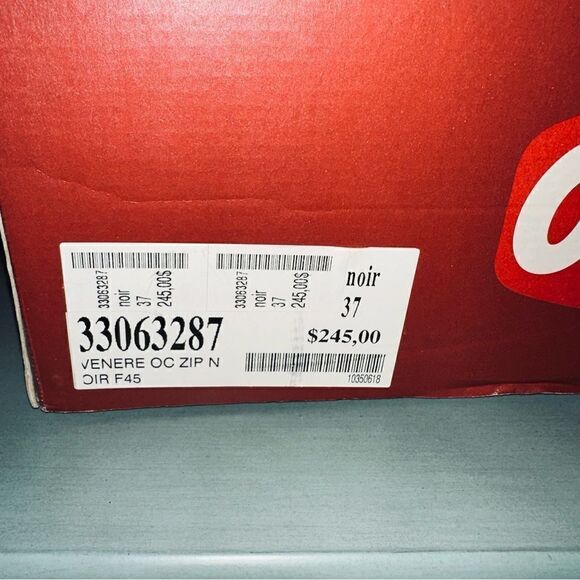 33063287
noir
37
245,00$
33063287
noir
37
245,00$
noir
37
$245,00
33063287
VENERE OC ZIP N
OIR F45
10350618